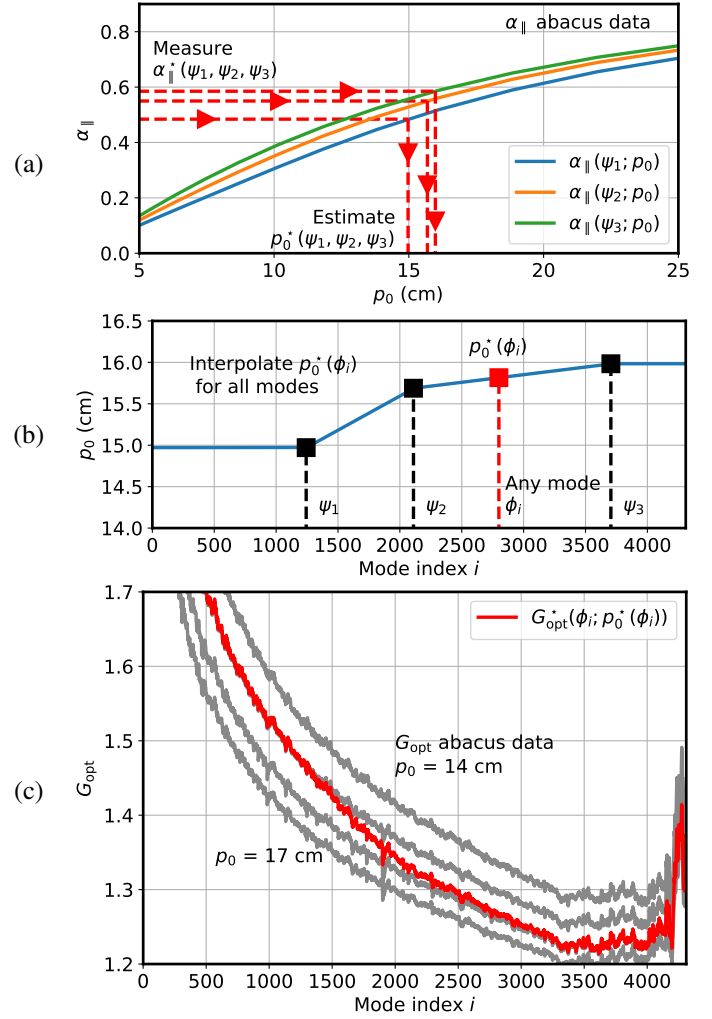 (a)
0.8
0.6
0.4
0.2
0.0
α∥
Measure
α∥⋆(ψ1, ψ2, ψ3)
α∥ abacus data
Estimate
p0⋆(ψ1, ψ2, ψ3)
α∥(ψ1; p0)
α∥(ψ2; p0)
α∥(ψ3; p0)
5 10 15 20 25
p0 (cm)
(b)
16.5
16.0
15.5
15.0
14.5
14.0
p0 (cm)
Interpolate p0⋆(ϕi)
for all modes
p0⋆(ϕi)
Any mode
ψ1 ψ2 ϕi ψ3
0 500 1000 1500 2000 2500 3000 3500 4000
Mode index i
(c)
1.7
1.6
1.5
1.4
1.3
1.2
Gopt
Gopt⋆(ϕi; p0⋆(ϕi))
Gopt abacus data
p0 = 14 cm
p0 = 17 cm
0 500 1000 1500 2000 2500 3000 3500 4000
Mode index i